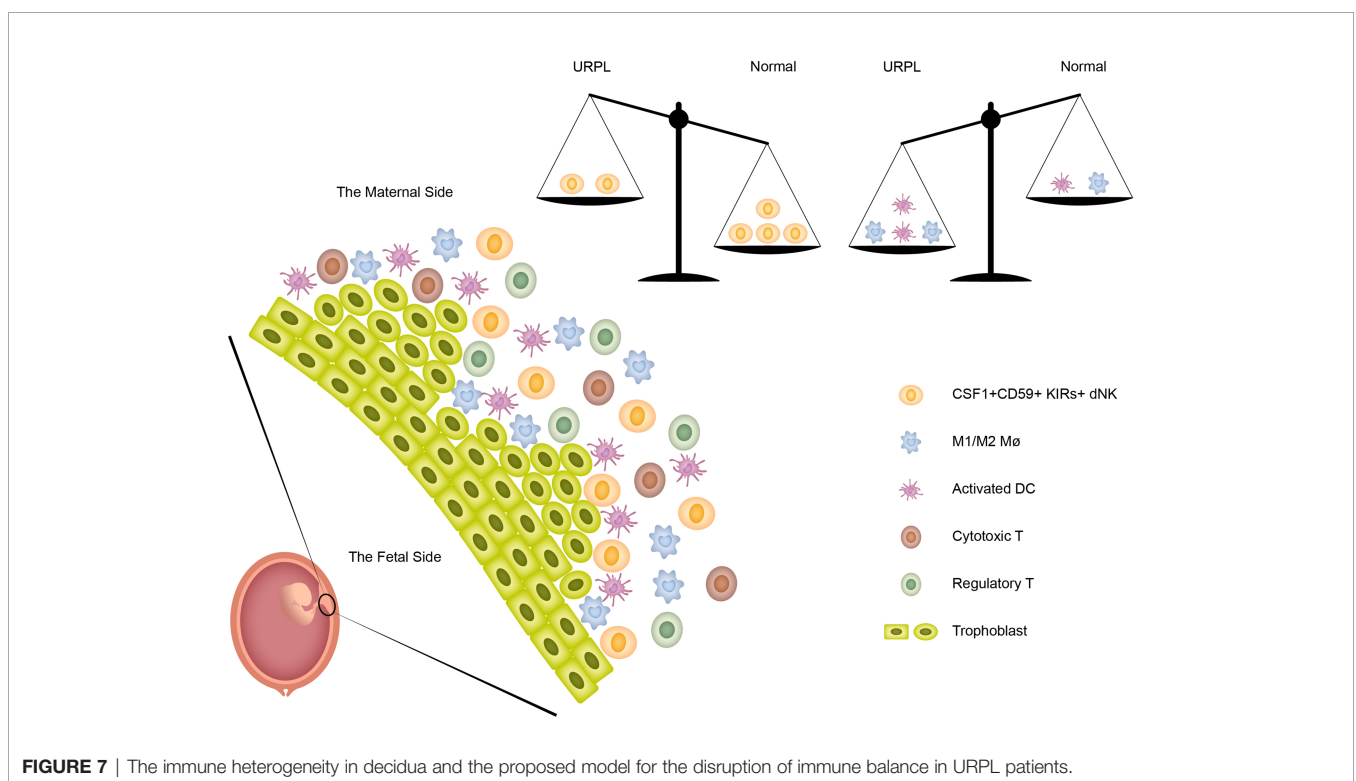 URPL Normal URPL Normal
The Maternal Side
CSF1+CD59+ KIRs+ dNK
M1/M2 Mø
Activated DC
Cytotoxic T
The Fetal Side
Regulatory T
Trophoblast
FIGURE 7 | The immune heterogeneity in decidua and the proposed model for the disruption of immune balance in URPL patients.